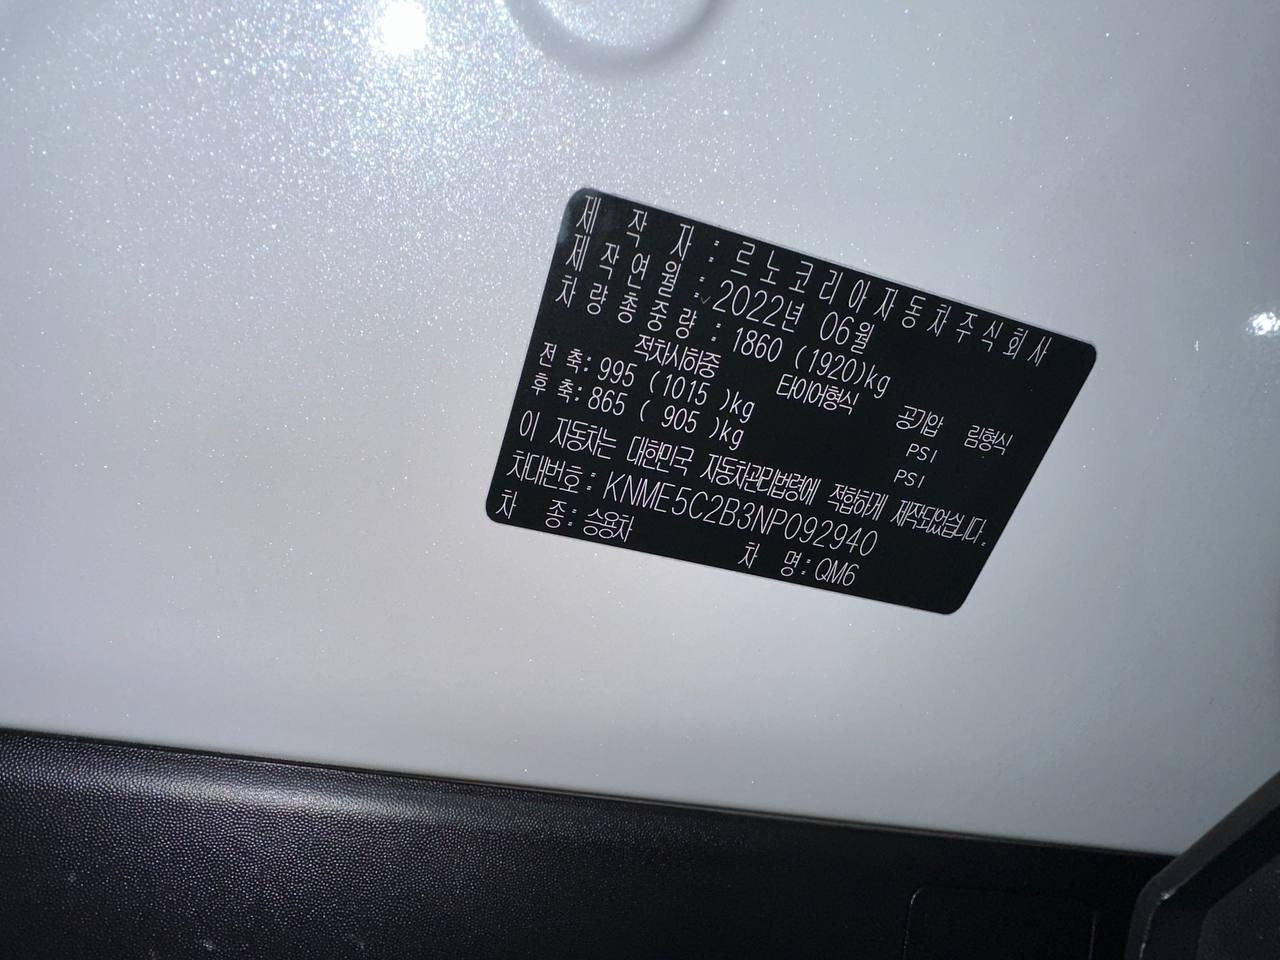 제 작 자 : 르노코리아자동차주식회사
제작연월 : 2022년 06월
차량총중량 : 1860 (1920)kg
적차시하중 타이어형식 공기압 림형식
전 축: 995 (1015 )kg PSI
후 축: 865 ( 905 )kg PSI
이 자동차는 대한민국 자동차관리법령에 적합하게 제작되었습니다.
차대번호: KNME5C2B3NP092940
차 종: 승용차 차 명: QM6